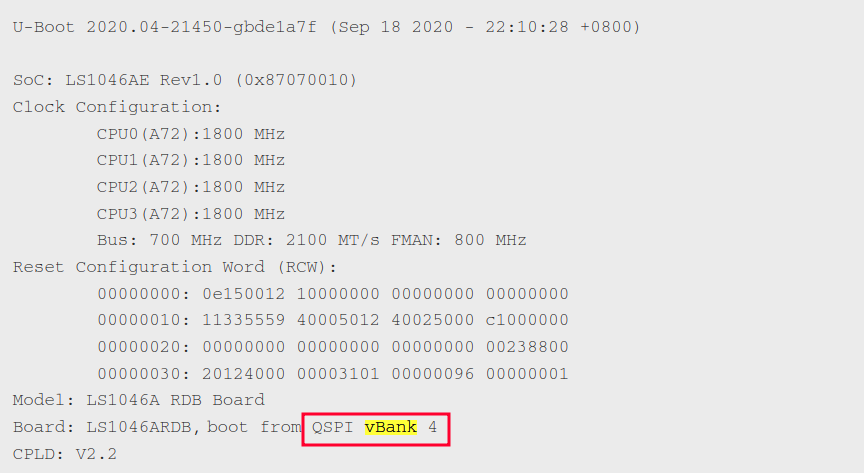 U-Boot 2020.04-21450-gbde1a7f (Sep 18 2020 - 22:10:28 +0800)
SoC: LS1046AE Rev1.0 (0x87070010)
Clock Configuration:
CPU0(A72):1800 MHz
CPU1(A72):1800 MHz
CPU2(A72):1800 MHz
CPU3(A72):1800 MHz
Bus: 700 MHz DDR: 2100 MT/s FMAN: 800 MHz
Reset Configuration Word (RCW):
00000000: 0e150012 10000000 00000000 00000000
00000010: 11335559 40005012 40025000 c1000000
00000020: 00000000 00000000 00000000 00238800
00000030: 20124000 00003101 00000096 00000001
Model: LS1046A RDB Board
Board: LS1046ARDB, boot from QSPI vBank 4
CPLD: V2.2